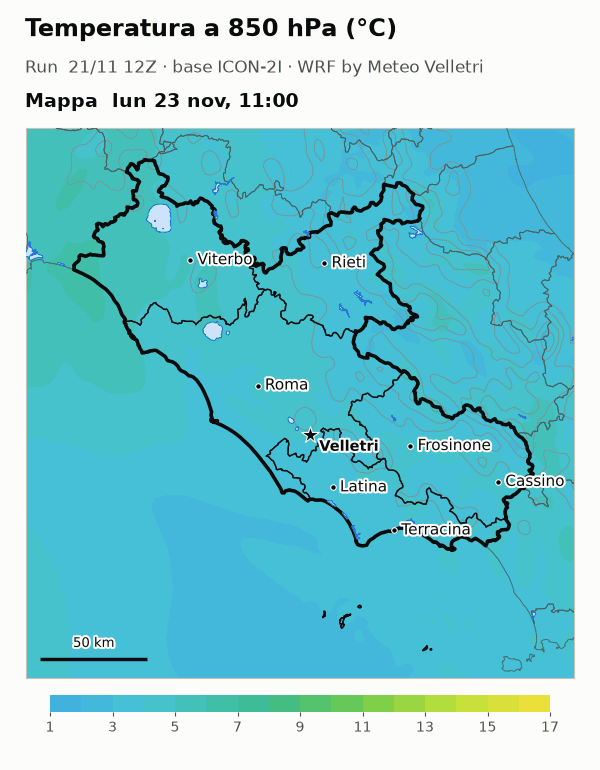 Temperatura a 850 hPa (°C)
Run  21/11 12Z · base ICON-2I · WRF by Meteo Velletri
Mappa  lun 23 nov, 11:00
Viterbo
Rieti
Roma
Velletri
Frosinone
Cassino
Latina
Terracina
50 km
1 3 5 7 9 11 13 15 17